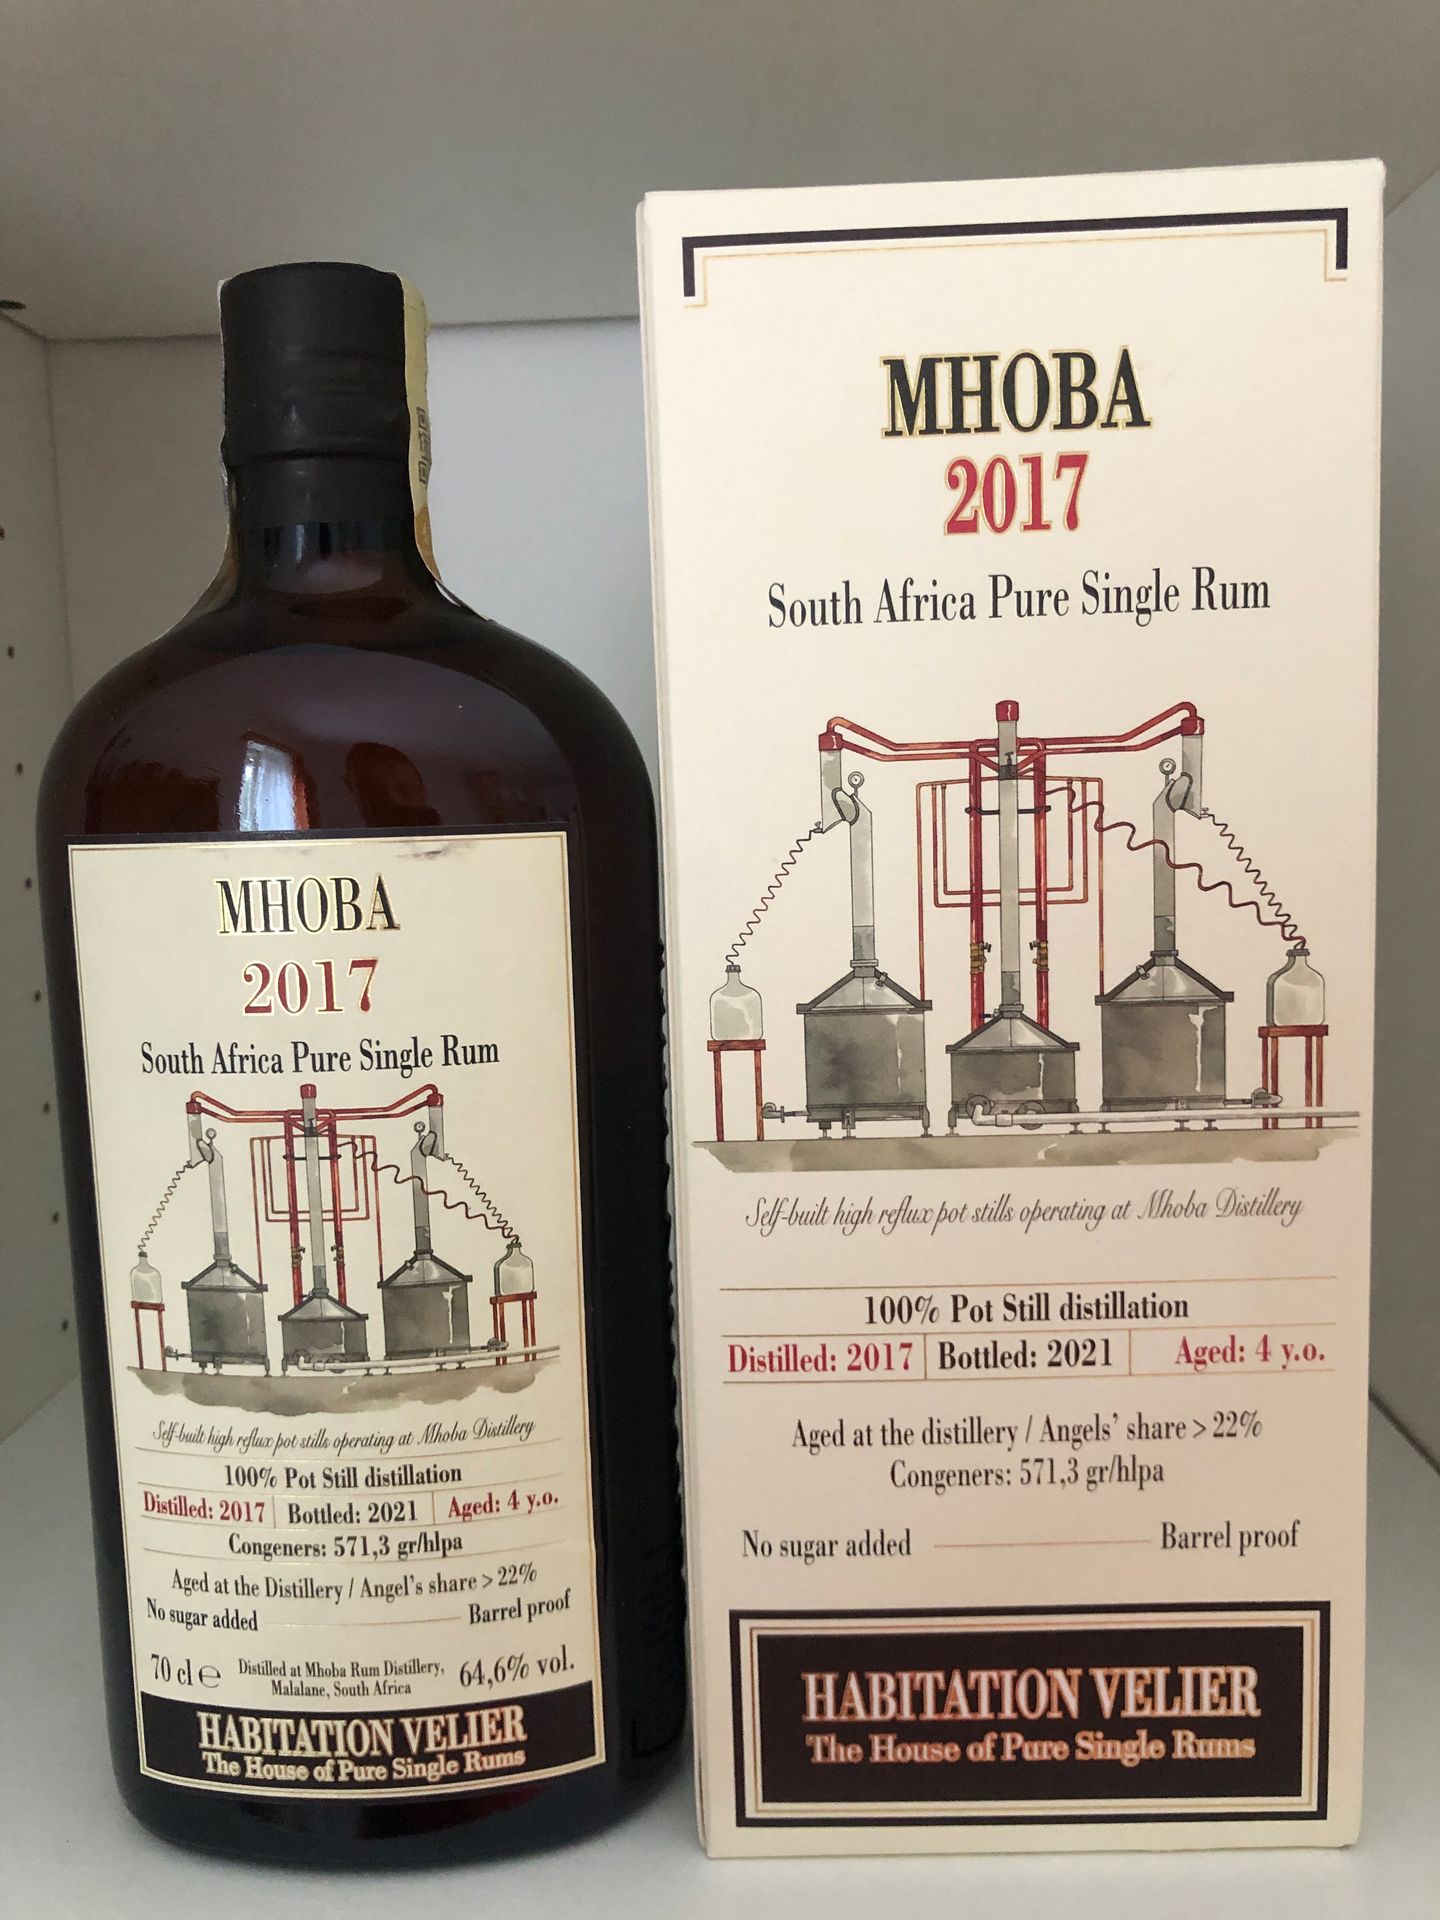 MHOBA
2017
South Africa Pure Single Rum
Self-built high reflux pot stills operating at Mhoba Distillery
100% Pot Still distillation
Distilled: 2017 Bottled: 2021 Aged: 4 y.o.
Congeners: 571,3 gr/hlpa
Aged at the Distillery / Angel's share > 22%
No sugar added Barrel proof
70 cl ℮ Distilled at Mhoba Rum Distillery, 64,6% vol.
Malalane, South Africa
HABITATION VELIER
The House of Pure Single Rums
MHOBA
2017
South Africa Pure Single Rum
Self-built high reflux pot stills operating at Mhoba Distillery
100% Pot Still distillation
Distilled: 2017 Bottled: 2021 Aged: 4 y.o.
Aged at the distillery / Angels' share > 22%
Congeners: 571,3 gr/hlpa
No sugar added Barrel proof
HABITATION VELIER
The House of Pure Single Rums